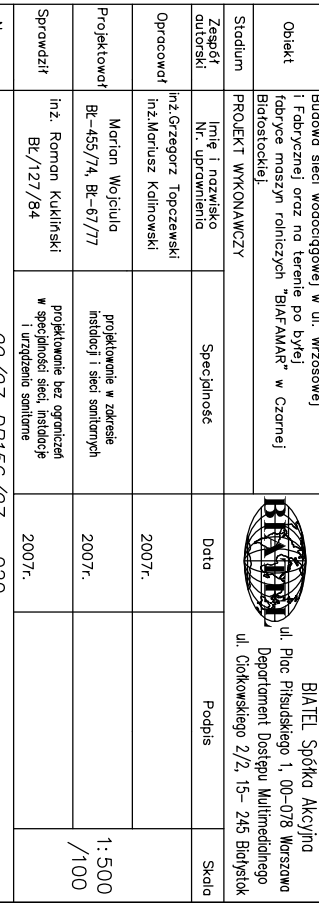 Obiekt
Budowa sieci wodociągowej w ul. Wrzosowej
i Fabrycznej oraz na terenie po byłej
fabryce maszyn rolniczych "BIAFAMAR" w Czarnej
Białostockiej.
BIATEL
BIATEL Spółka Akcyjna
ul. Plac Piłsudskiego 1, 00-078 Warszawa
Departament Dostępu Multimedialnego
ul. Ciołkowskiego 2/2, 15- 245 Białystok
Stadium
PROJEKT WYKONAWCZY
Zespół
autorski
Imię i nazwisko
Nr. uprawnienia
Specjalność
Data
Podpis
Skala
Opracował
inż.Grzegorz Topczewski
inż.Mariusz Kalinowski
2007r.
1:500
/100
Projektował
Marian Wojciula
BŁ-455/74, BŁ-67/77
projektowanie w zakresie
instalacji i sieci sanitarnych
2007r.
Sprawdził
inż. Roman Kukliński
BŁ/127/84
projektowanie bez ograniczeń
w specjalności sieci, instalacje
i urządzenia sanitarne
2007r.